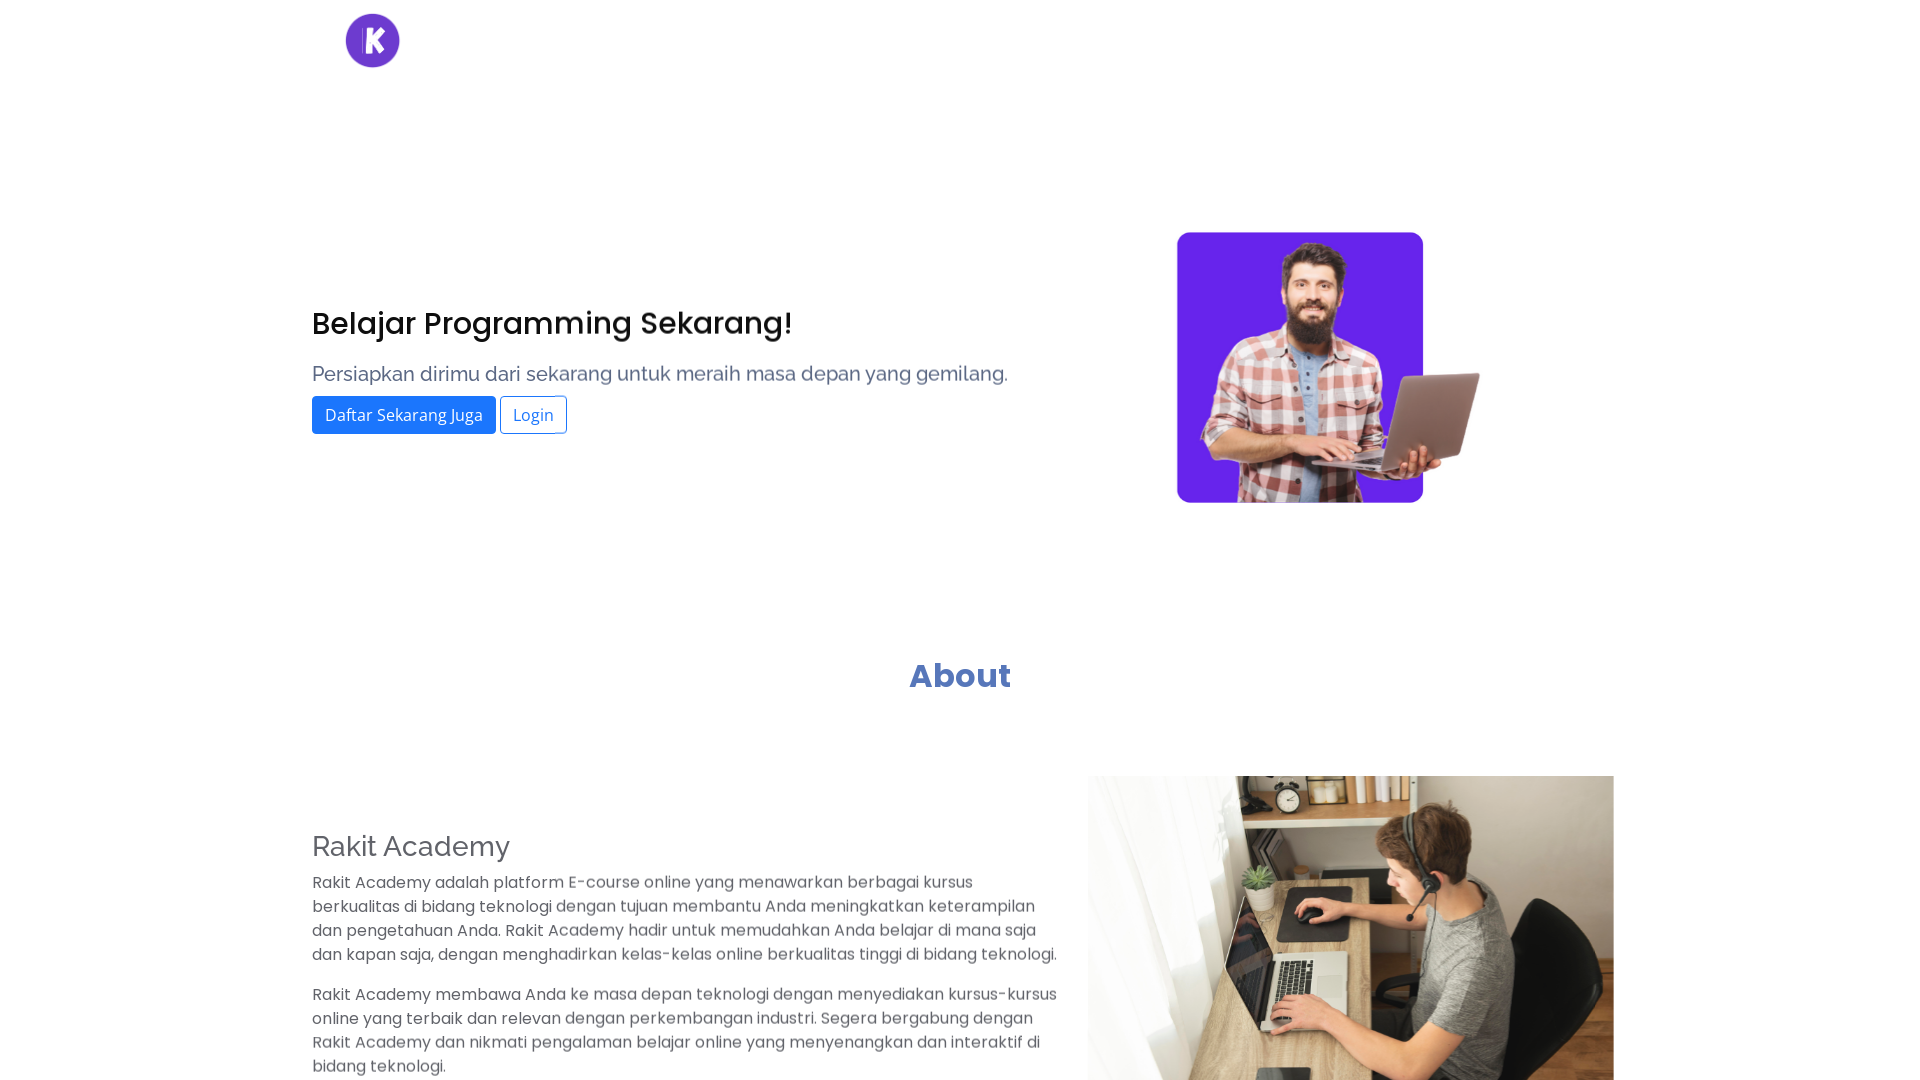 K
Belajar Programming Sekarang!
Persiapkan dirimu dari sekarang untuk meraih masa depan yang gemilang.
Daftar Sekarang Juga Login
About
Rakit Academy
Rakit Academy adalah platform E-course online yang menawarkan berbagai kursus
berkualitas di bidang teknologi dengan tujuan membantu Anda meningkatkan keterampilan
dan pengetahuan Anda. Rakit Academy hadir untuk memudahkan Anda belajar di mana saja
dan kapan saja, dengan menghadirkan kelas-kelas online berkualitas tinggi di bidang teknologi.
Rakit Academy membawa Anda ke masa depan teknologi dengan menyediakan kursus-kursus
online yang terbaik dan relevan dengan perkembangan industri. Segera bergabung dengan
Rakit Academy dan nikmati pengalaman belajar online yang menyenangkan dan interaktif di
bidang teknologi.